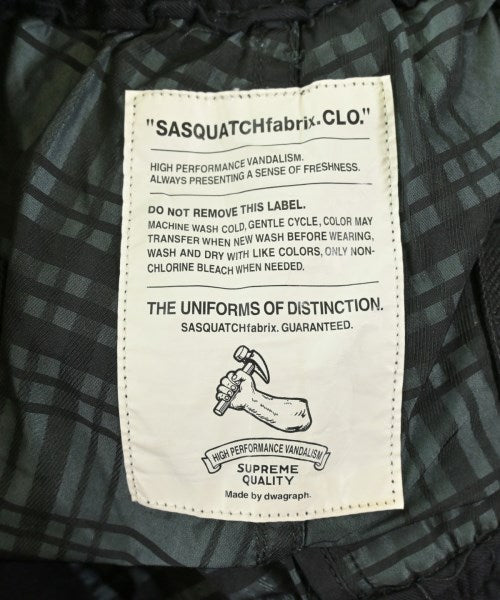 "SASQUATCHfabrix.CLO."
HIGH PERFORMANCE VANDALISM.
ALWAYS PRESENTING A SENSE OF FRESHNESS.
DO NOT REMOVE THIS LABEL.
MACHINE WASH COLD, GENTLE CYCLE, COLOR MAY
TRANSFER WHEN NEW WASH BEFORE WEARING,
WASH AND DRY WITH LIKE COLORS, ONLY NON-
CHLORINE BLEACH WHEN NEEDED.
THE UNIFORMS OF DISTINCTION.
SASQUATCHfabrix. GUARANTEED.
HIGH PERFORMANCE VANDALISM
SUPREME
QUALITY
Made by dwagraph.